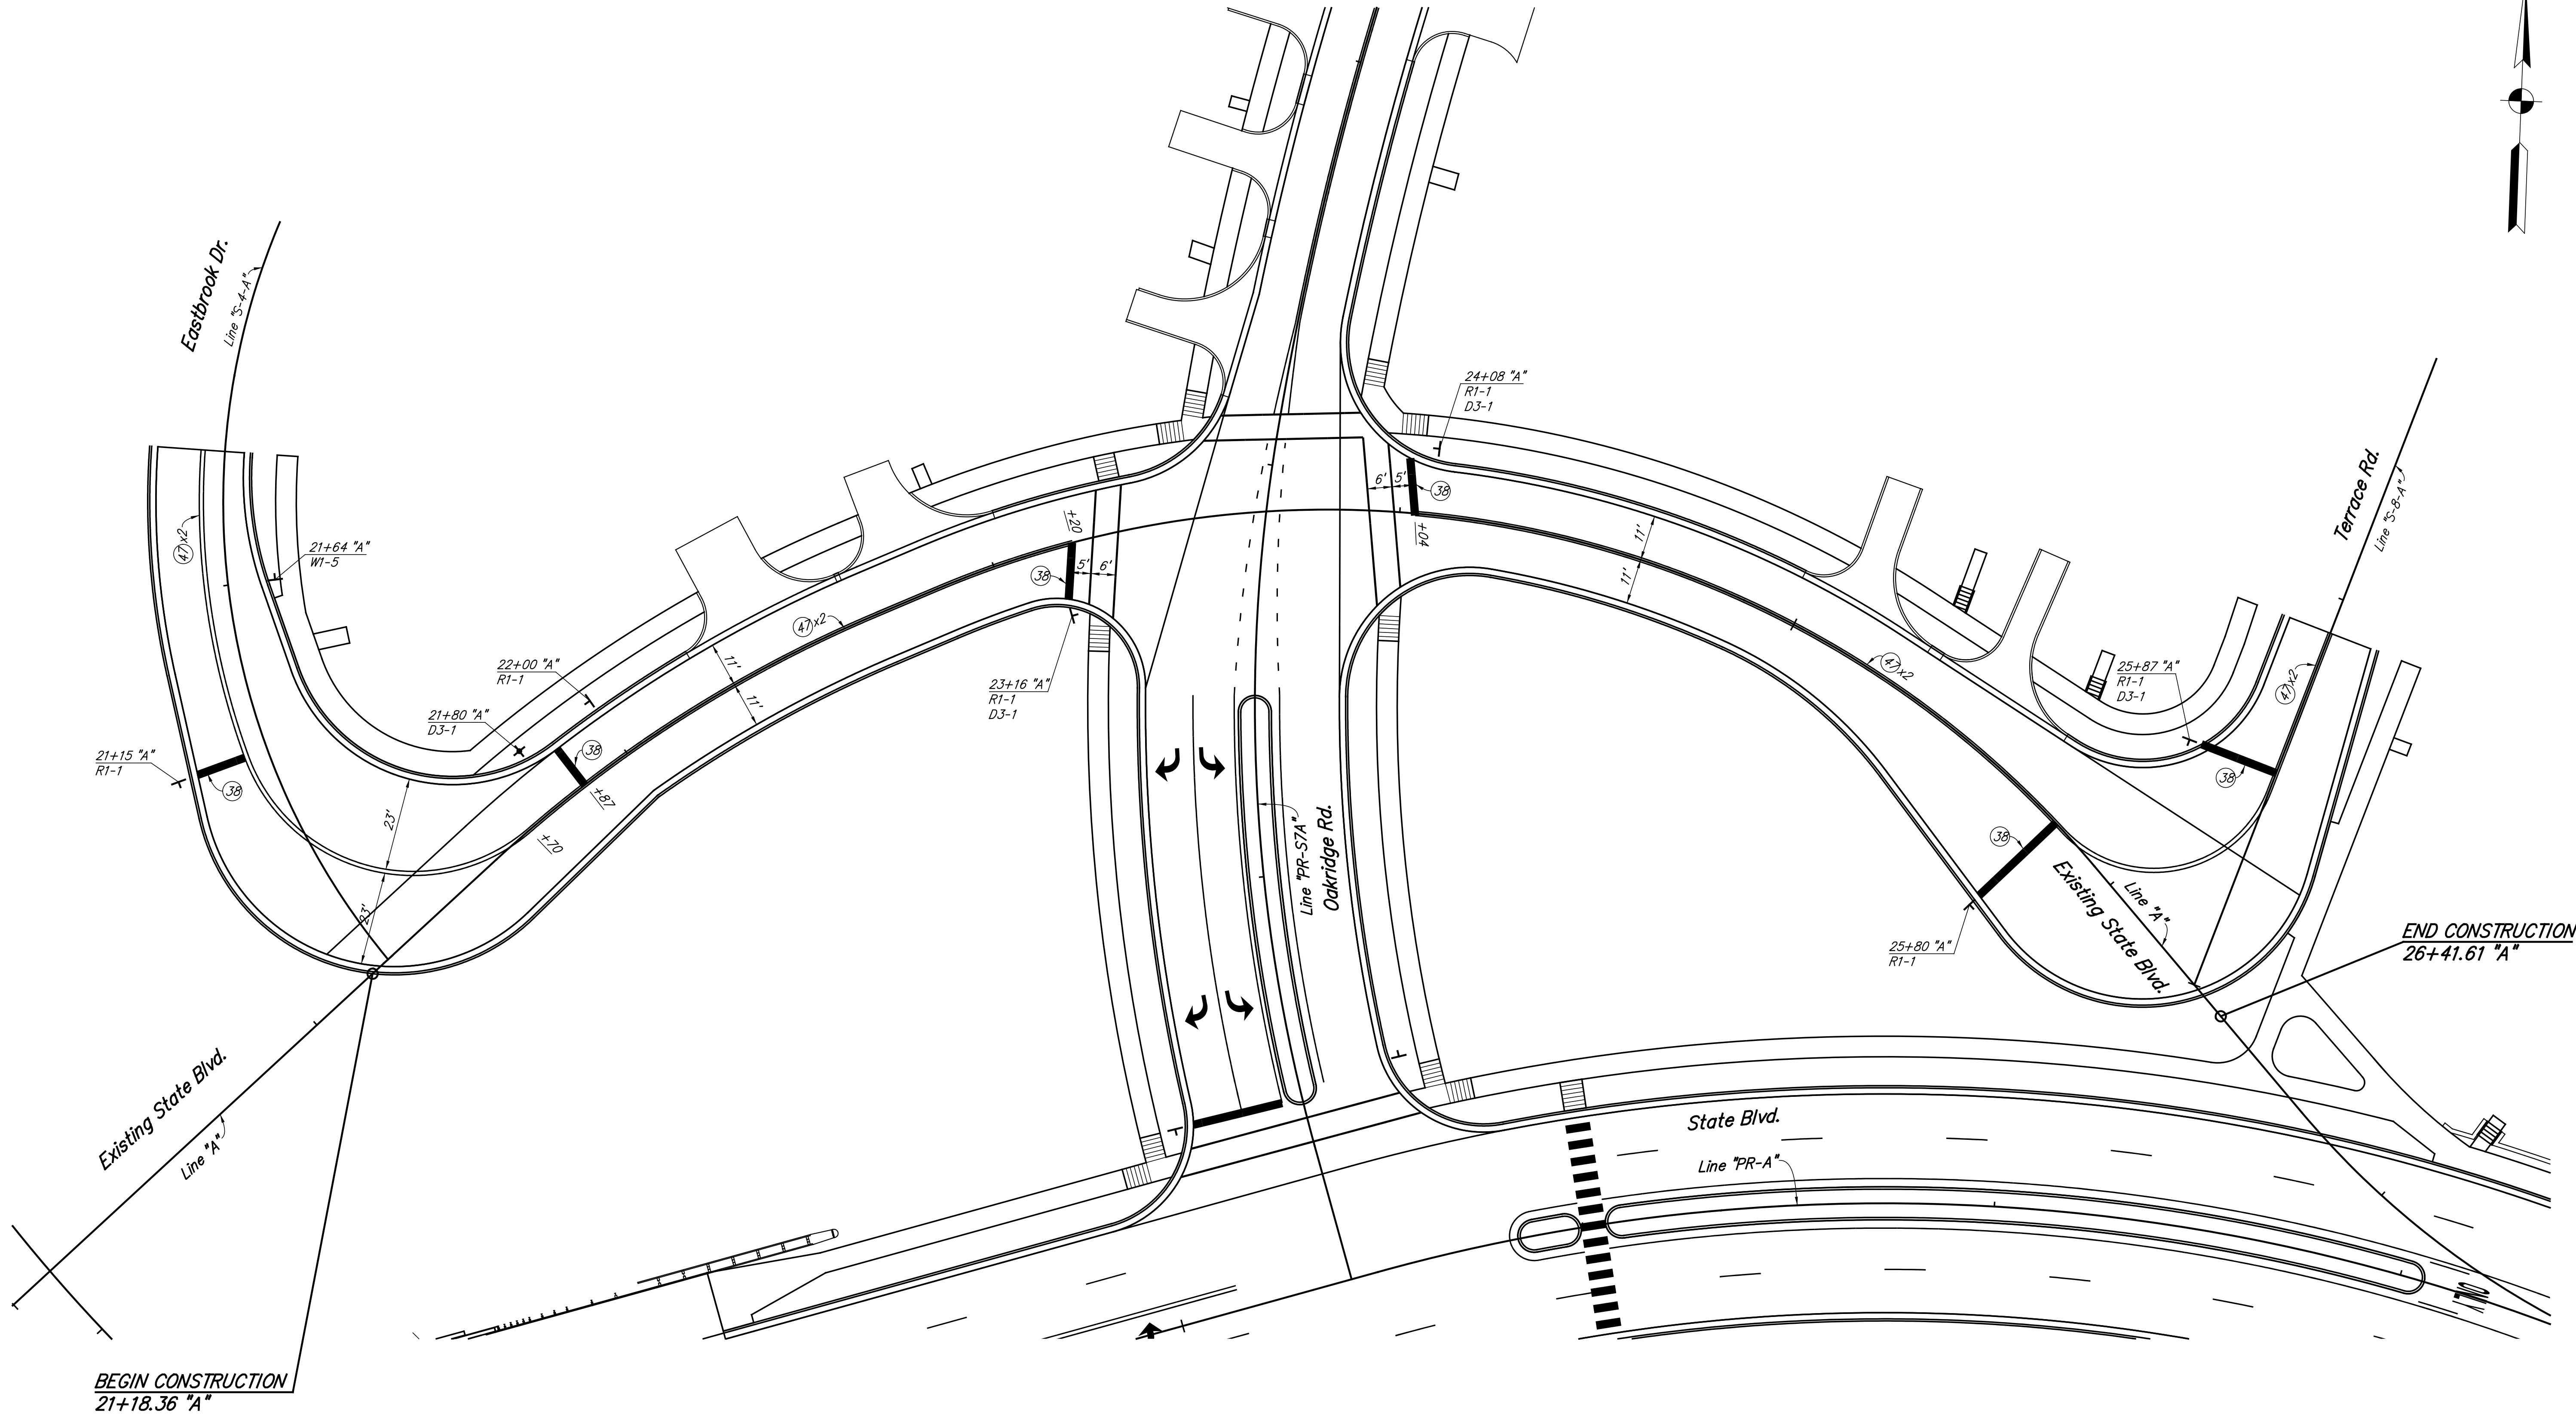 Eastbrook Dr.
Line "S-4-A"
24+08 "A"
R1-1
D3-1
Terrace Rd.
Line "S-8-A"
6'
5'
38
+20
+04
11'
11'
47 x2
21+64 "A"
W1-5
38
5'
6'
47 x2
11'
11'
22+00 "A"
R1-1
47 x2
25+87 "A"
R1-1
D3-1
47 x2
23+16 "A"
R1-1
D3-1
21+80 "A"
D3-1
38
21+15 "A"
R1-1
38
38
+87
23'
+70
38
Line "PR-S7A"
Oakridge Rd.
23'
Line "A"
Existing State Blvd.
25+80 "A"
R1-1
END CONSTRUCTION
26+41.61 "A"
Existing State Blvd.
Line "A"
State Blvd.
Line "PR-A"
BEGIN CONSTRUCTION
21+18.36 "A"